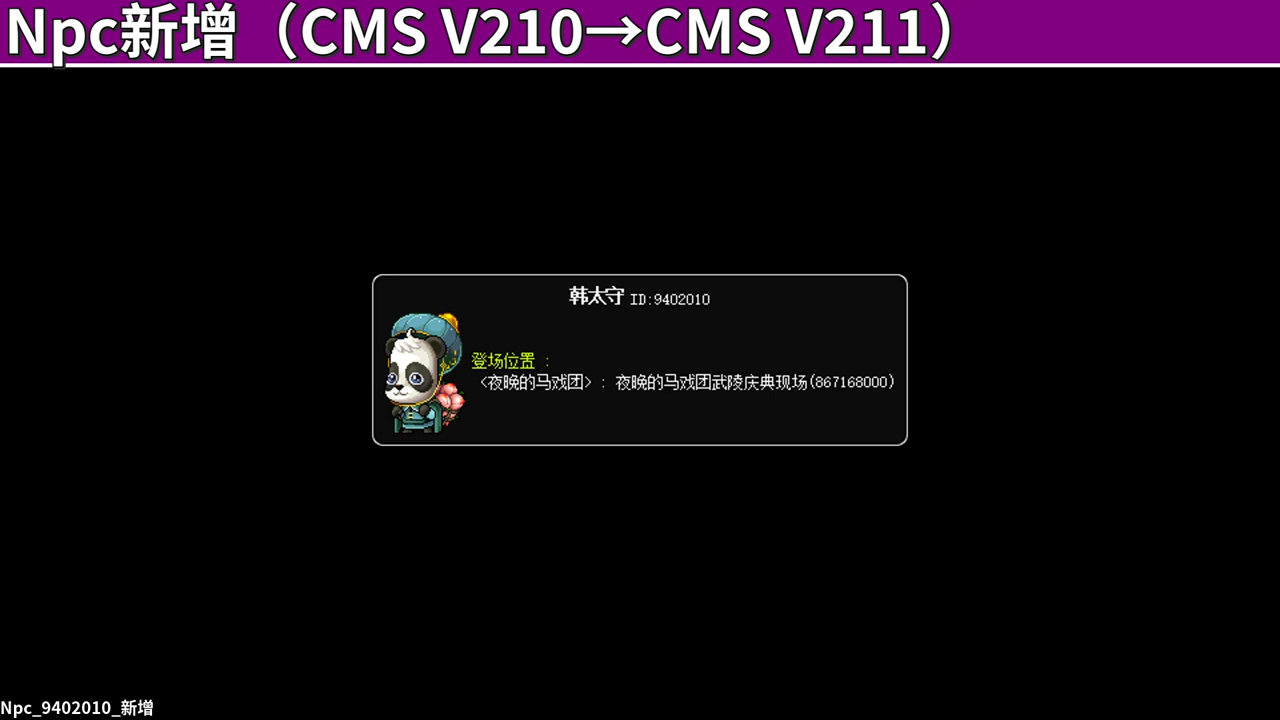 Npc新增（CMS V210→CMS V211）
韩太守 ID:9402010
登场位置 :
<夜晚的马戏团> : 夜晚的马戏团武陵庆典现场(867168000)
Npc_9402010_新增